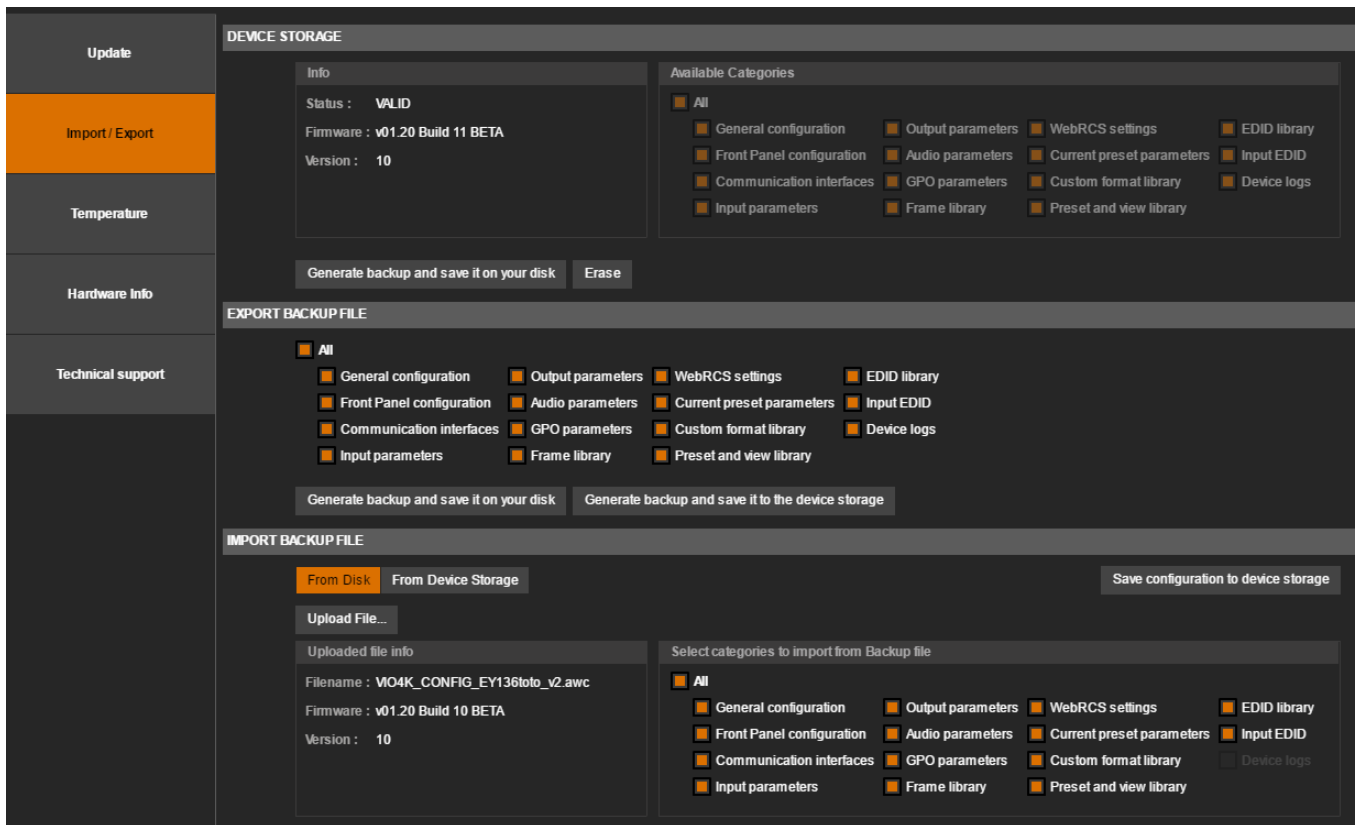 Update
Import / Export
Temperature
Hardware Info
Technical support
DEVICE STORAGE
Info
Status : VALID
Firmware : v01.20 Build 11 BETA
Version : 10
Available Categories
All
General configuration Output parameters WebRCS settings EDID library
Front Panel configuration Audio parameters Current preset parameters Input EDID
Communication interfaces GPO parameters Custom format library Device logs
Input parameters Frame library Preset and view library
Generate backup and save it on your disk Erase
EXPORT BACKUP FILE
All
General configuration Output parameters WebRCS settings EDID library
Front Panel configuration Audio parameters Current preset parameters Input EDID
Communication interfaces GPO parameters Custom format library Device logs
Input parameters Frame library Preset and view library
Generate backup and save it on your disk Generate backup and save it to the device storage
IMPORT BACKUP FILE
From Disk From Device Storage Save configuration to device storage
Upload File...
Uploaded file info
Filename : VIO4K_CONFIG_EY136toto_v2.awc
Firmware : v01.20 Build 10 BETA
Version : 10
Select categories to import from Backup file
All
General configuration Output parameters WebRCS settings EDID library
Front Panel configuration Audio parameters Current preset parameters Input EDID
Communication interfaces GPO parameters Custom format library Device logs
Input parameters Frame library Preset and view library